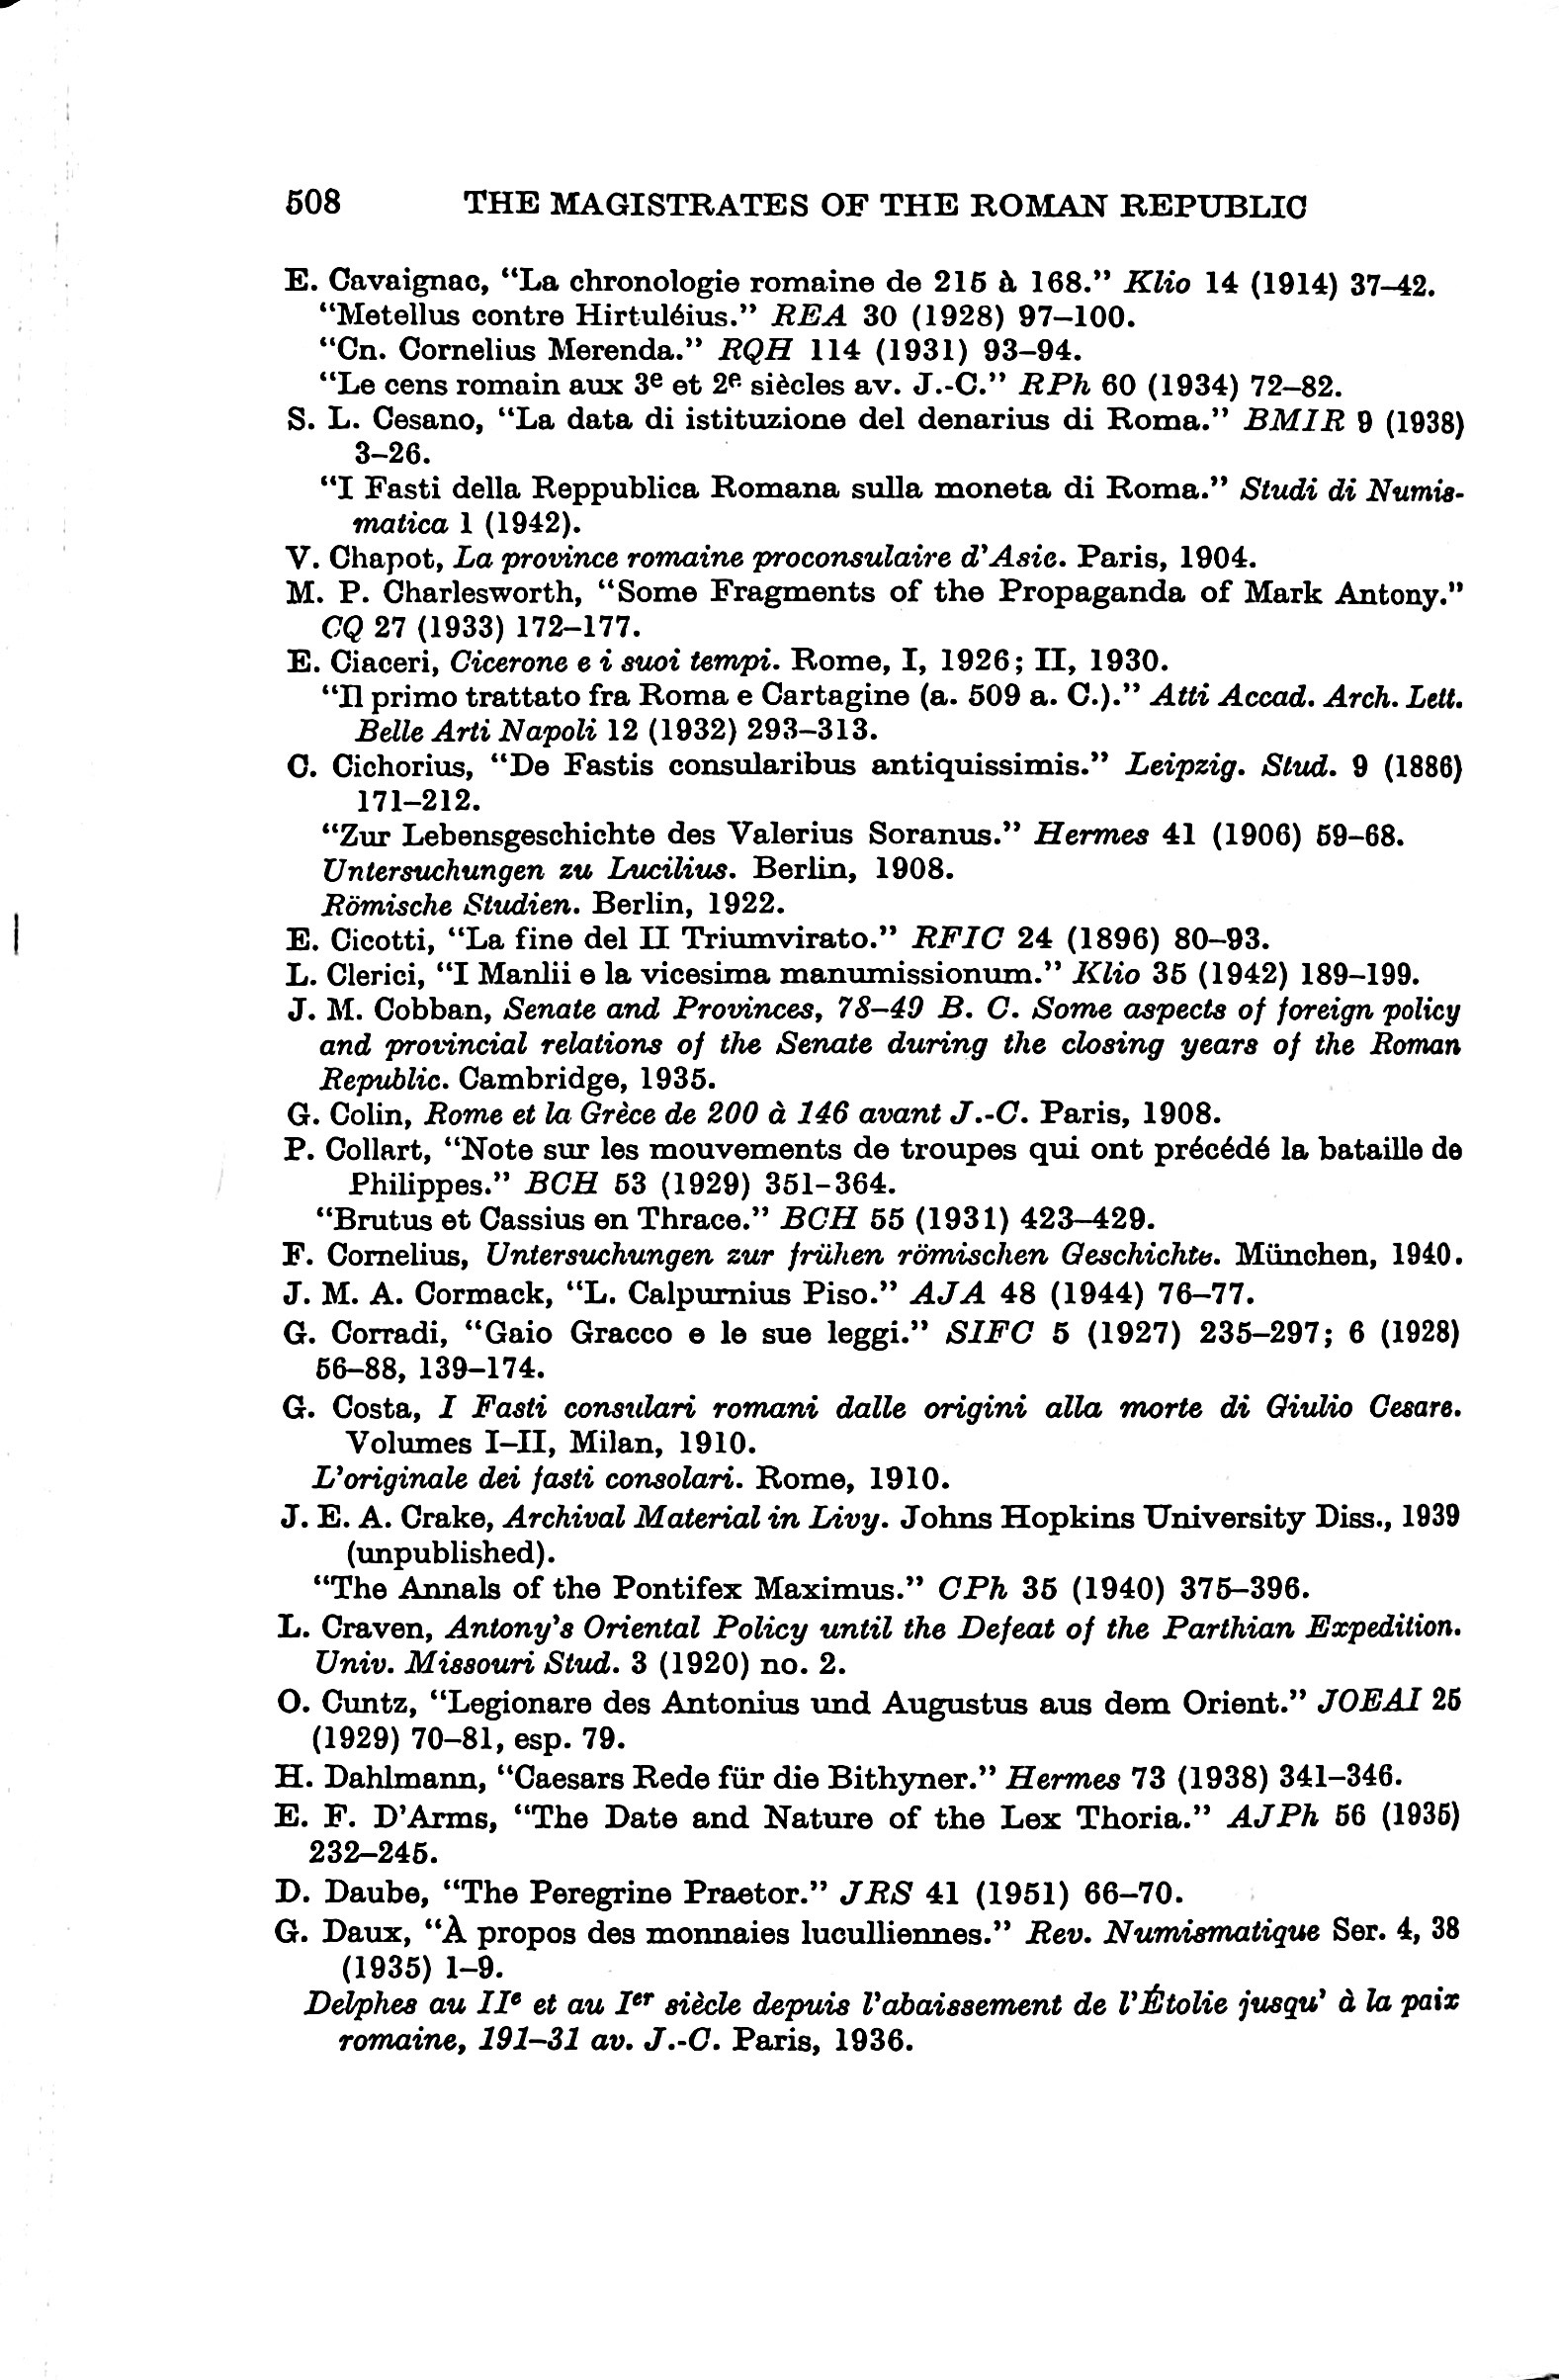 508 THE MAGISTRATES OF THE ROMAN REPUBLIC
E. Cavaignac, “La chronologie romaine de 215 à 168.” Klio 14 (1914) 37–42.
“Metellus contre Hirtuléius.” REA 30 (1928) 97–100.
“Cn. Cornelius Merenda.” RQH 114 (1931) 93–94.
“Le cens romain aux 3e et 2e siècles av. J.-C.” RPh 60 (1934) 72–82.
S. L. Cesano, “La data di istituzione del denarius di Roma.” BMIR 9 (1938)
3–26.
“I Fasti della Reppublica Romana sulla moneta di Roma.” Studi di Numis-
matica 1 (1942).
V. Chapot, La province romaine proconsulaire d’Asie. Paris, 1904.
M. P. Charlesworth, “Some Fragments of the Propaganda of Mark Antony.”
CQ 27 (1933) 172–177.
E. Ciaceri, Cicerone e i suoi tempi. Rome, I, 1926; II, 1930.
“Il primo trattato fra Roma e Cartagine (a. 509 a. C.).” Atti Accad. Arch. Lett.
Belle Arti Napoli 12 (1932) 293–313.
C. Cichorius, “De Fastis consularibus antiquissimis.” Leipzig. Stud. 9 (1886)
171–212.
“Zur Lebensgeschichte des Valerius Soranus.” Hermes 41 (1906) 59–68.
Untersuchungen zu Lucilius. Berlin, 1908.
Römische Studien. Berlin, 1922.
E. Cicotti, “La fine del II Triumvirato.” RFIC 24 (1896) 80–93.
L. Clerici, “I Manlii e la vicesima manumissionum.” Klio 35 (1942) 189–199.
J. M. Cobban, Senate and Provinces, 78–49 B. C. Some aspects of foreign policy
and provincial relations of the Senate during the closing years of the Roman
Republic. Cambridge, 1935.
G. Colin, Rome et la Grèce de 200 à 146 avant J.-C. Paris, 1908.
P. Collart, “Note sur les mouvements de troupes qui ont précédé la bataille de
Philippes.” BCH 53 (1929) 351–364.
“Brutus et Cassius en Thrace.” BCH 55 (1931) 423–429.
F. Cornelius, Untersuchungen zur frühen römischen Geschichte. München, 1940.
J. M. A. Cormack, “L. Calpurnius Piso.” AJA 48 (1944) 76–77.
G. Corradi, “Gaio Gracco e le sue leggi.” SIFC 5 (1927) 235–297; 6 (1928)
56–88, 139–174.
G. Costa, I Fasti consulari romani dalle origini alla morte di Giulio Cesare.
Volumes I–II, Milan, 1910.
L’originale dei fasti consolari. Rome, 1910.
J. E. A. Crake, Archival Material in Livy. Johns Hopkins University Diss., 1939
(unpublished).
“The Annals of the Pontifex Maximus.” CPh 35 (1940) 375–396.
L. Craven, Antony’s Oriental Policy until the Defeat of the Parthian Expedition.
Univ. Missouri Stud. 3 (1920) no. 2.
O. Cuntz, “Legionare des Antonius und Augustus aus dem Orient.” JOEAI 25
(1929) 70–81, esp. 79.
H. Dahlmann, “Caesars Rede für die Bithyner.” Hermes 73 (1938) 341–346.
E. F. D’Arms, “The Date and Nature of the Lex Thoria.” AJPh 56 (1935)
232–245.
D. Daube, “The Peregrine Praetor.” JRS 41 (1951) 66–70.
G. Daux, “À propos des monnaies luculliennes.” Rev. Numismatique Ser. 4, 38
(1935) 1–9.
Delphes au IIe et au Ier siècle depuis l’abaissement de l’Étolie jusqu’ à la paix
romaine, 191–31 av. J.-C. Paris, 1936.